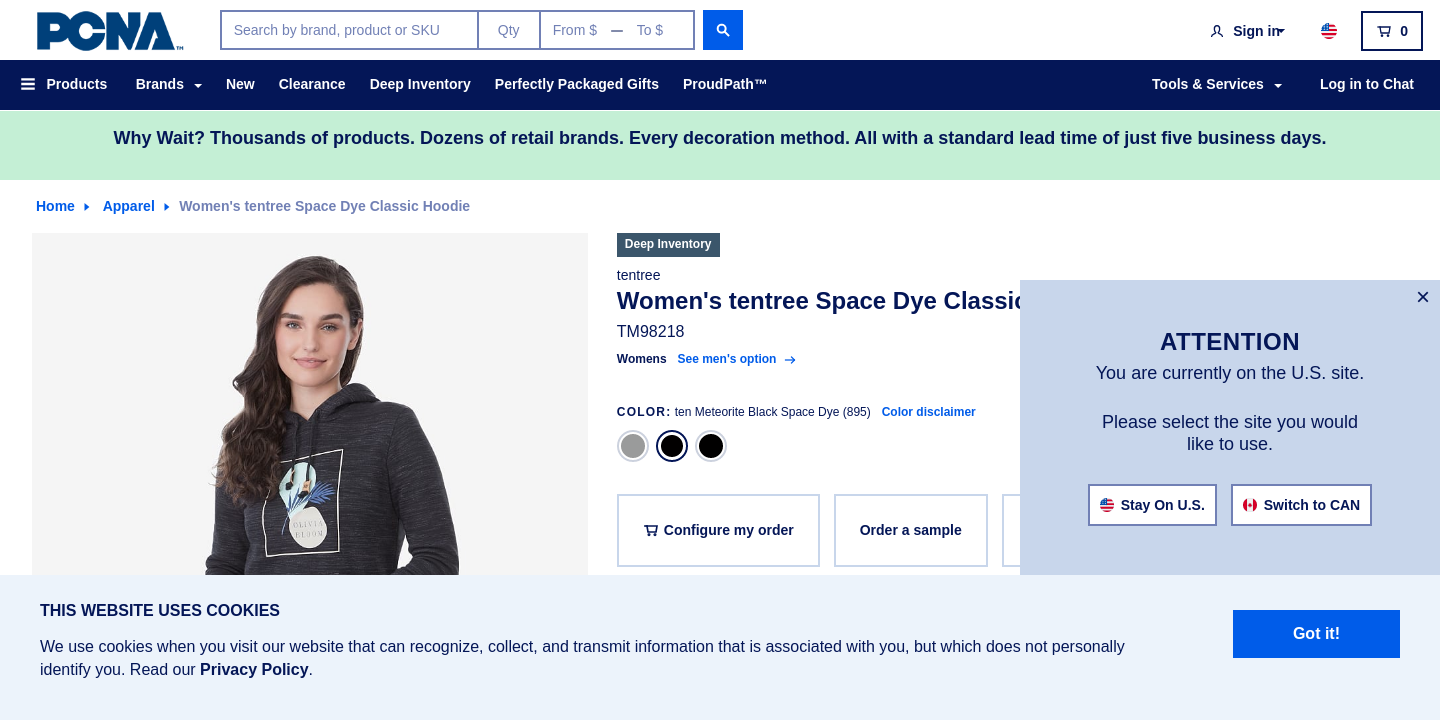 PCNA™
Search by brand, product or SKU
Qty
From $ — To $
Sign in
0
Products
Brands
New
Clearance
Deep Inventory
Perfectly Packaged Gifts
ProudPath™
Tools & Services
Log in to Chat
Why Wait? Thousands of products. Dozens of retail brands. Every decoration method. All with a standard lead time of just five business days.
Home
Apparel
Women's tentree Space Dye Classic Hoodie
OLIVIA
BLOOM
Deep Inventory
tentree
Women's tentree Space Dye Classic
TM98218
Womens See men's option
COLOR: ten Meteorite Black Space Dye (895) Color disclaimer
Configure my order
Order a sample
×
ATTENTION
You are currently on the U.S. site.
Please select the site you would
like to use.
Stay On U.S.
Switch to CAN
THIS WEBSITE USES COOKIES
We use cookies when you visit our website that can recognize, collect, and transmit information that is associated with you, but which does not personally
identify you. Read our Privacy Policy.
Got it!